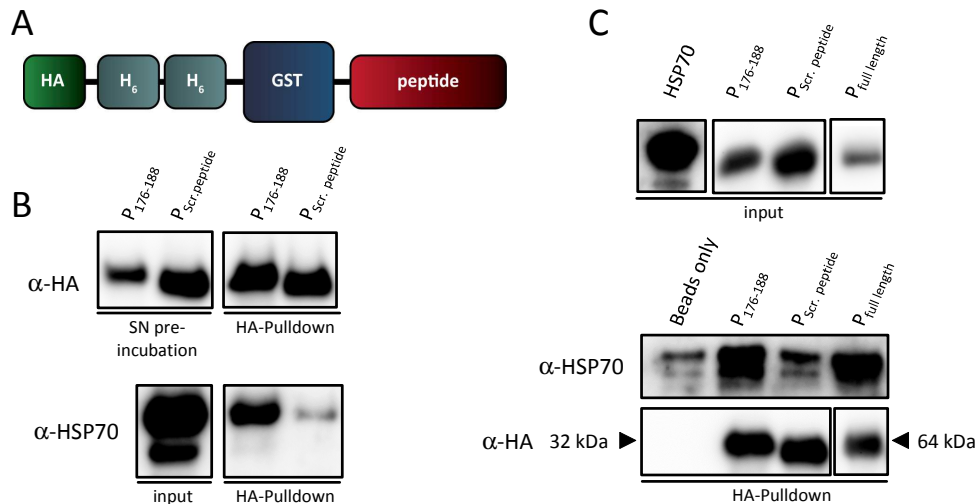 A
HA H6 H6 GST peptide
B
P176-188 PScr.peptide P176-188 PScr. peptide
α-HA
SN pre-
incubation
HA-Pulldown
α-HSP70
input HA-Pulldown
C
HSP70 P176-188 PScr. peptide Pfull length
input
Beads only P176-188 PScr. peptide Pfull length
α-HSP70
α-HA 32 kDa 64 kDa
HA-Pulldown